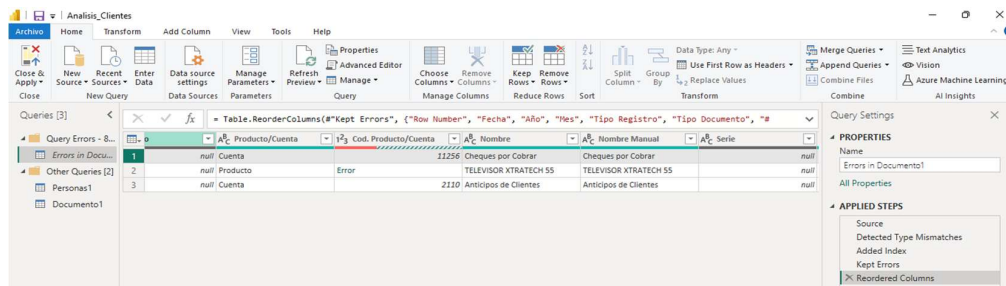 Analisis_Clientes
Archivo Home Transform Add Column View Tools Help
Close & Apply
New Source
Recent Sources
Enter Data
Data source settings
Manage Parameters
Refresh Preview
Properties
Advanced Editor
Manage
Choose Columns
Remove Columns
Keep Rows
Remove Rows
Split Column
Group By
Data Type: Any
Use First Row as Headers
Replace Values
Merge Queries
Append Queries
Combine Files
Text Analytics
Vision
Azure Machine Learning
Close New Query Data Sources Parameters Query Manage Columns Reduce Rows Sort Transform Combine AI Insights
Queries [3]
Query Errors - 8...
Errors in Docu...
Other Queries [2]
Personas1
Documento1
fx = Table.ReorderColumns(#"Kept Errors", {"Row Number", "Fecha", "Año", "Mes", "Tipo Registro", "Tipo Documento", "#
o ABC Producto/Cuenta 123 Cod. Producto/Cuenta ABC Nombre ABC Nombre Manual ABC Serie
1 null Cuenta 11256 Cheques por Cobrar Cheques por Cobrar null
2 null Producto Error TELEVISOR XTRATECH 55 TELEVISOR XTRATECH 55 null
3 null Cuenta 2110 Anticipos de Clientes Anticipos de Clientes null
Query Settings
PROPERTIES
Name
Errors in Documento1
All Properties
APPLIED STEPS
Source
Detected Type Mismatches
Added Index
Kept Errors
Reordered Columns